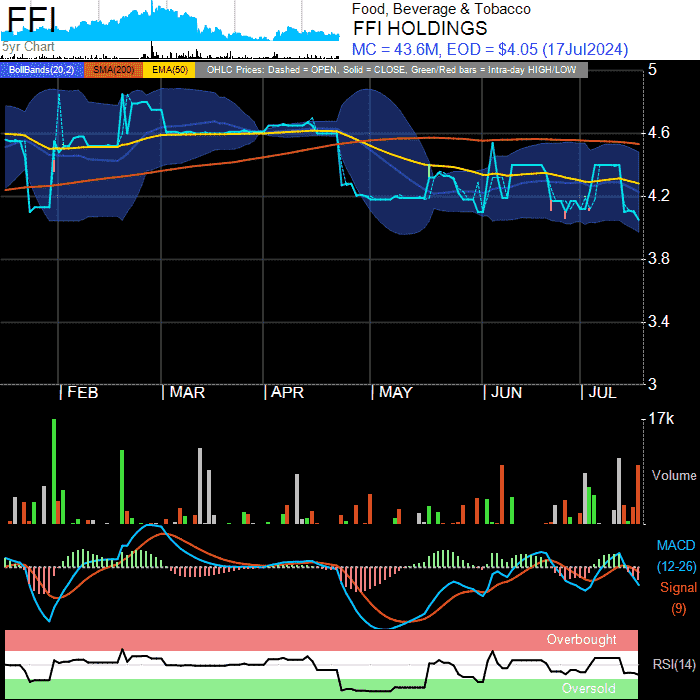 FFI
5yr Chart
Food, Beverage & Tobacco
FFI HOLDINGS
MC = 43.6M, EOD = $4.05 (17Jul2024)
BollBands(20,2) SMA(200) EMA(50) OHLC Prices: Dashed = OPEN, Solid = CLOSE, Green/Red bars = Intra-day HIGH/LOW
5
4.6
4.2
3.8
3.4
3
FEB MAR APR MAY JUN JUL
17k
Volume
MACD
(12-26)
Signal
(9)
Overbought
RSI(14)
Oversold